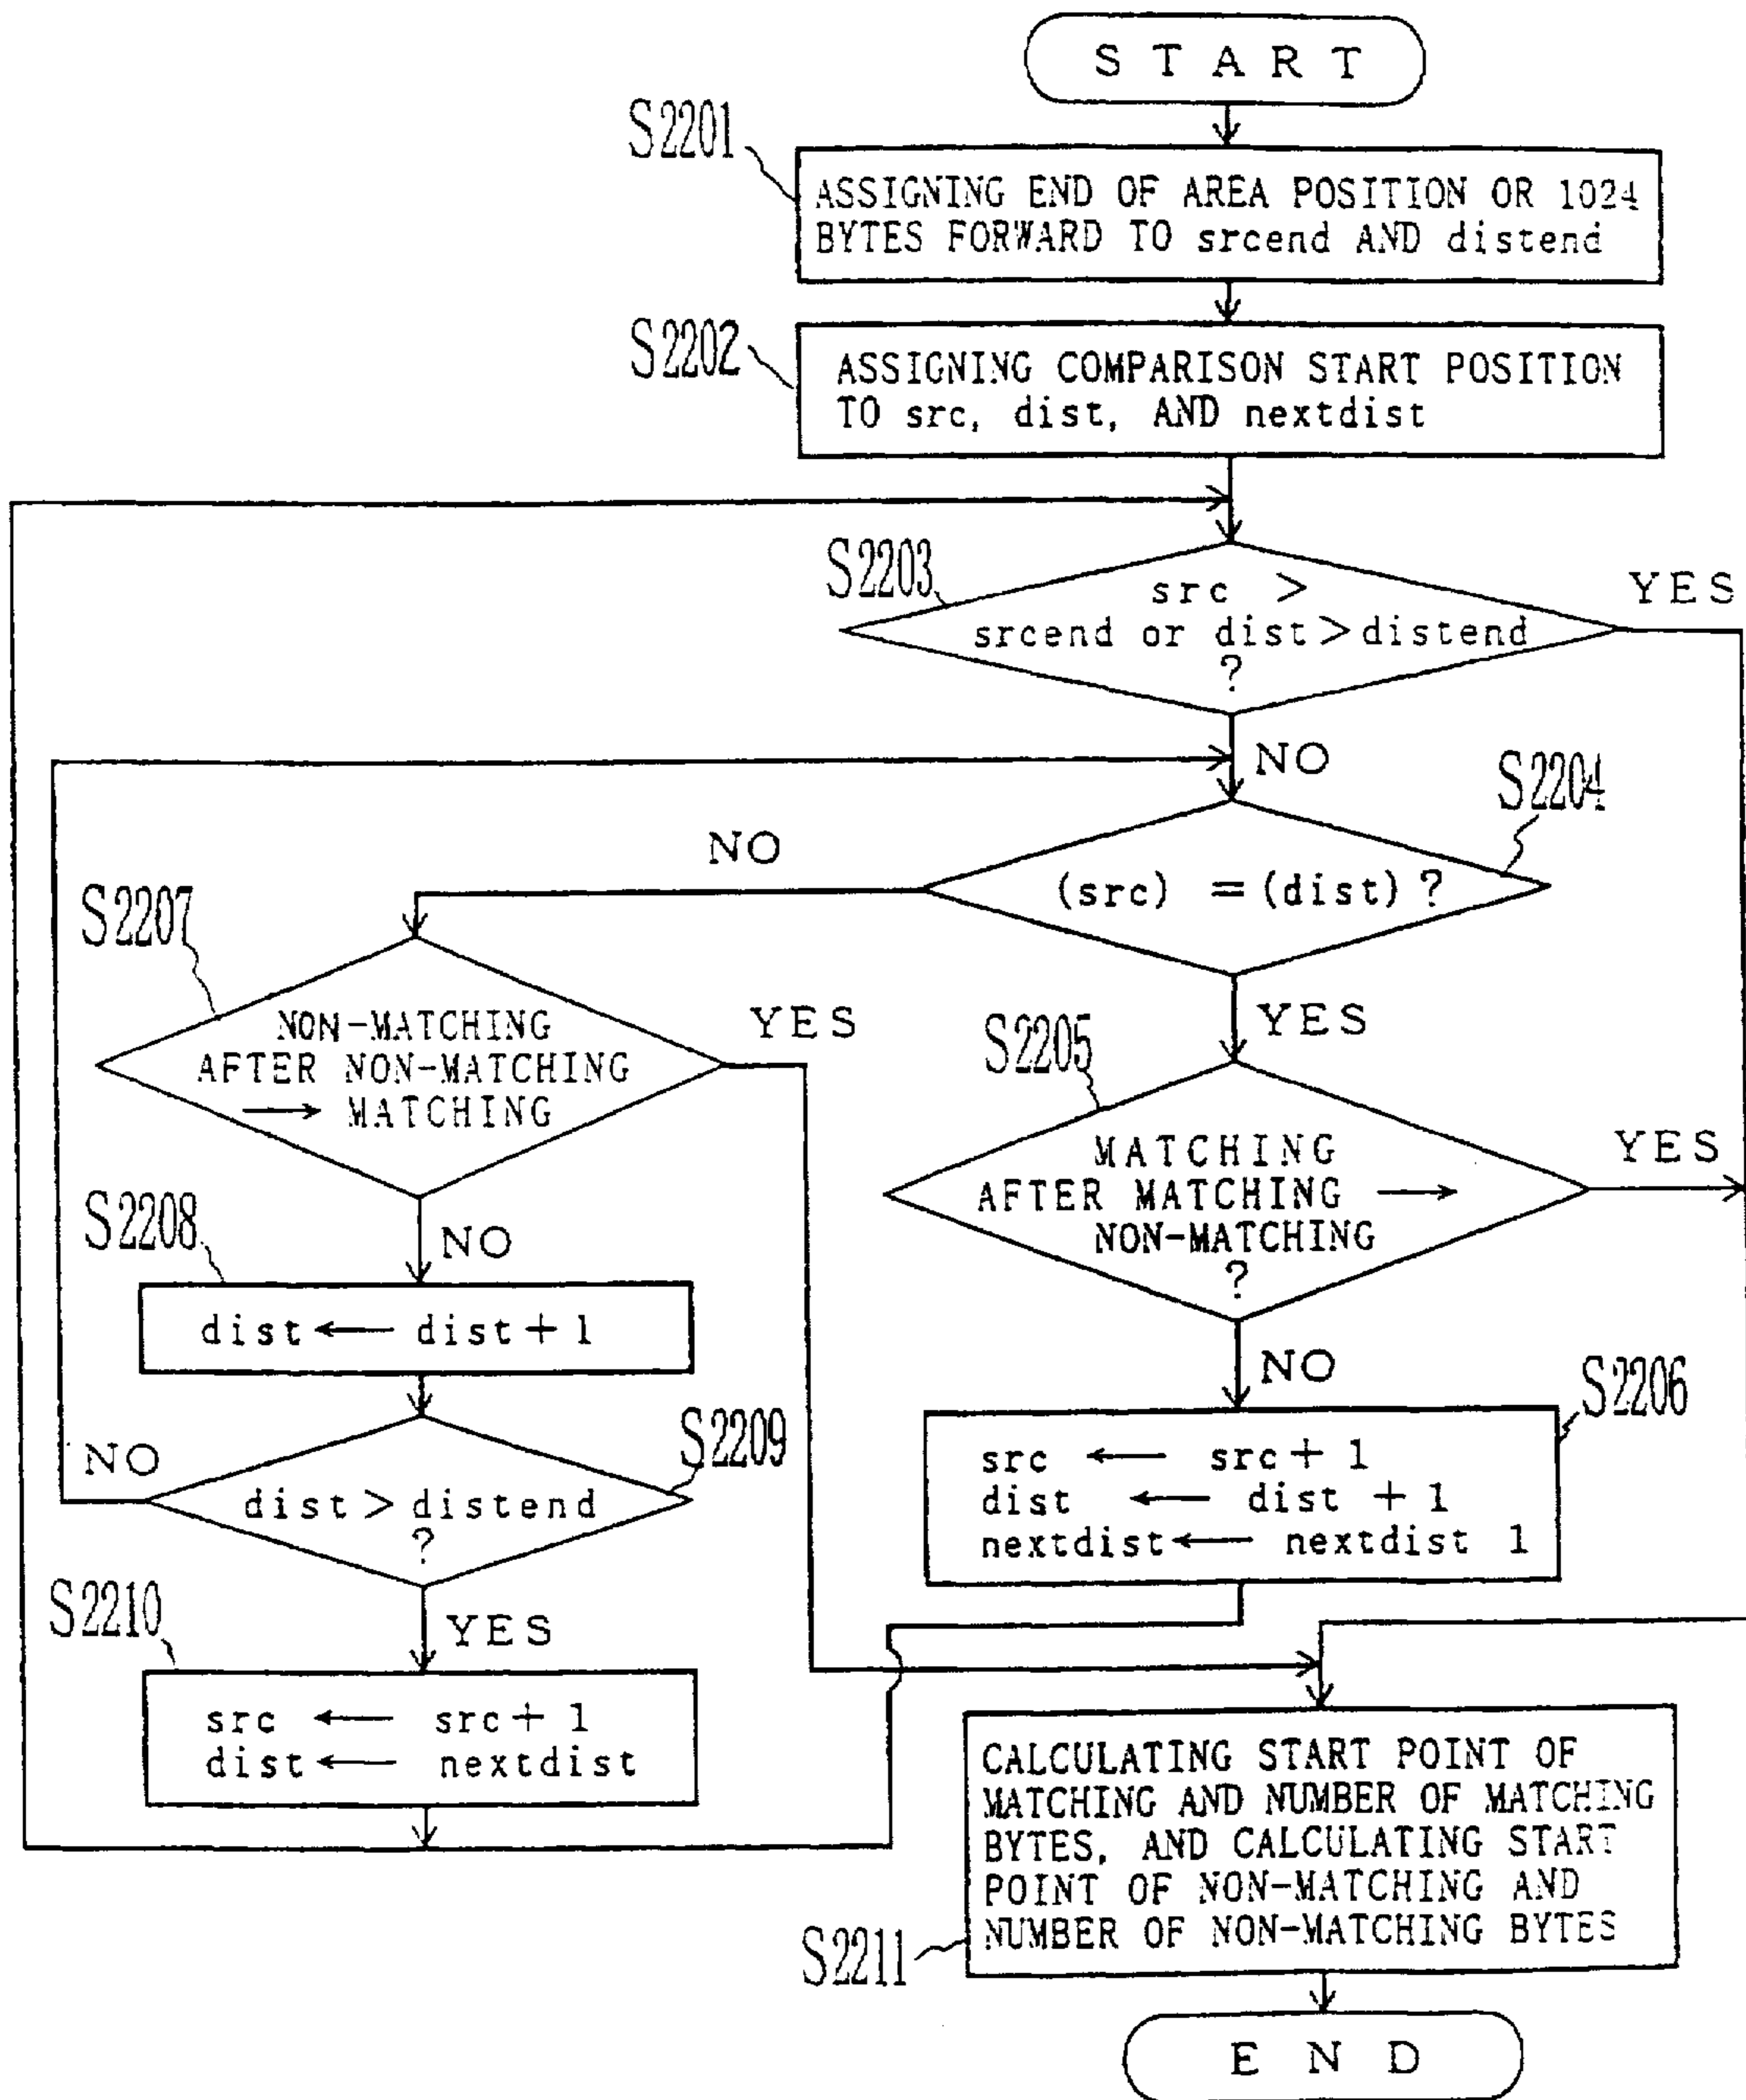 START
S2201
ASSIGNING END OF AREA POSITION OR 1024
BYTES FORWARD TO srcend AND distend
S2202
ASSIGNING COMPARISON START POSITION
TO src, dist, AND nextdist
S2203
src >
srcend or dist > distend
?
YES
NO
S2204
(src) = (dist) ?
NO
YES
S2207
NON-MATCHING
AFTER NON-MATCHING
→ MATCHING
YES
NO
S2205
MATCHING
AFTER MATCHING →
NON-MATCHING
?
YES
NO
S2208
dist ← dist + 1
S2206
src ← src + 1
dist ← dist + 1
nextdist ← nextdist 1
S2209
dist > distend
?
NO
YES
S2210
src ← src + 1
dist ← nextdist
S2211
CALCULATING START POINT OF
MATCHING AND NUMBER OF MATCHING
BYTES, AND CALCULATING START
POINT OF NON-MATCHING AND
NUMBER OF NON-MATCHING BYTES
END